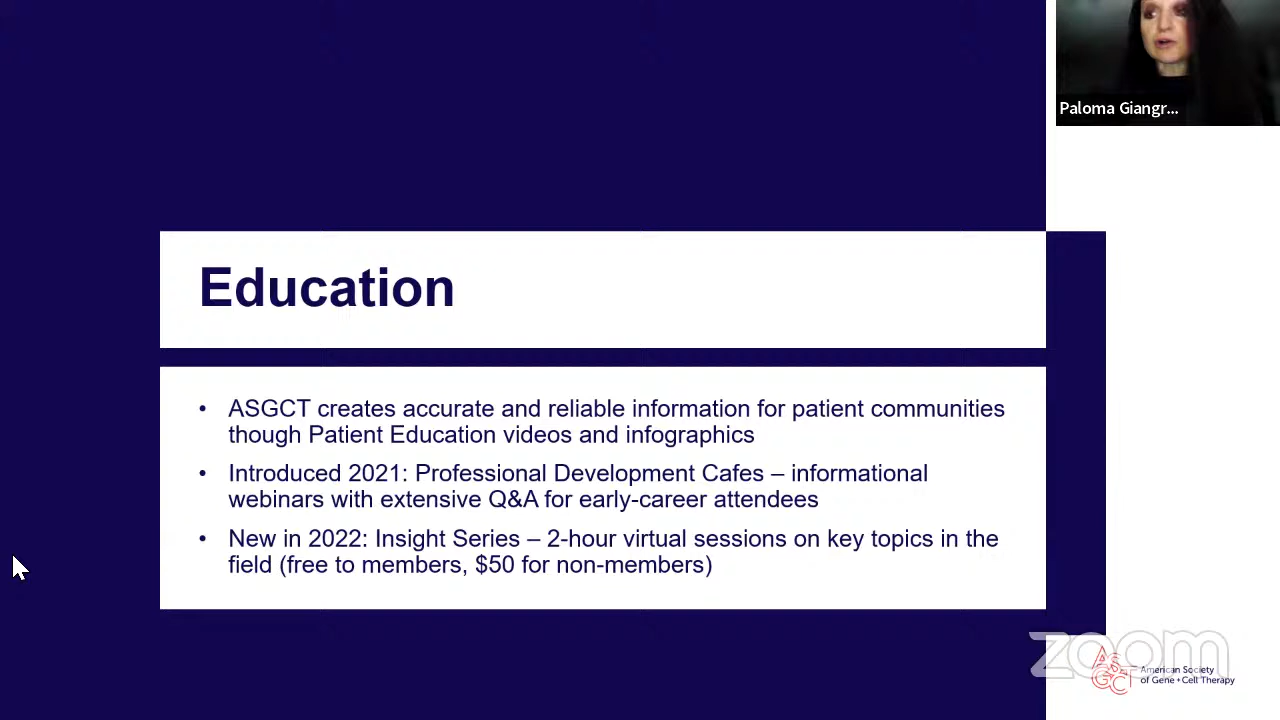 Paloma Giangr...
Education
• ASGCT creates accurate and reliable information for patient communities
though Patient Education videos and infographics
• Introduced 2021: Professional Development Cafes – informational
webinars with extensive Q&A for early-career attendees
• New in 2022: Insight Series – 2-hour virtual sessions on key topics in the
field (free to members, $50 for non-members)
zoom
ASGCT
American Society
of Gene + Cell Therapy